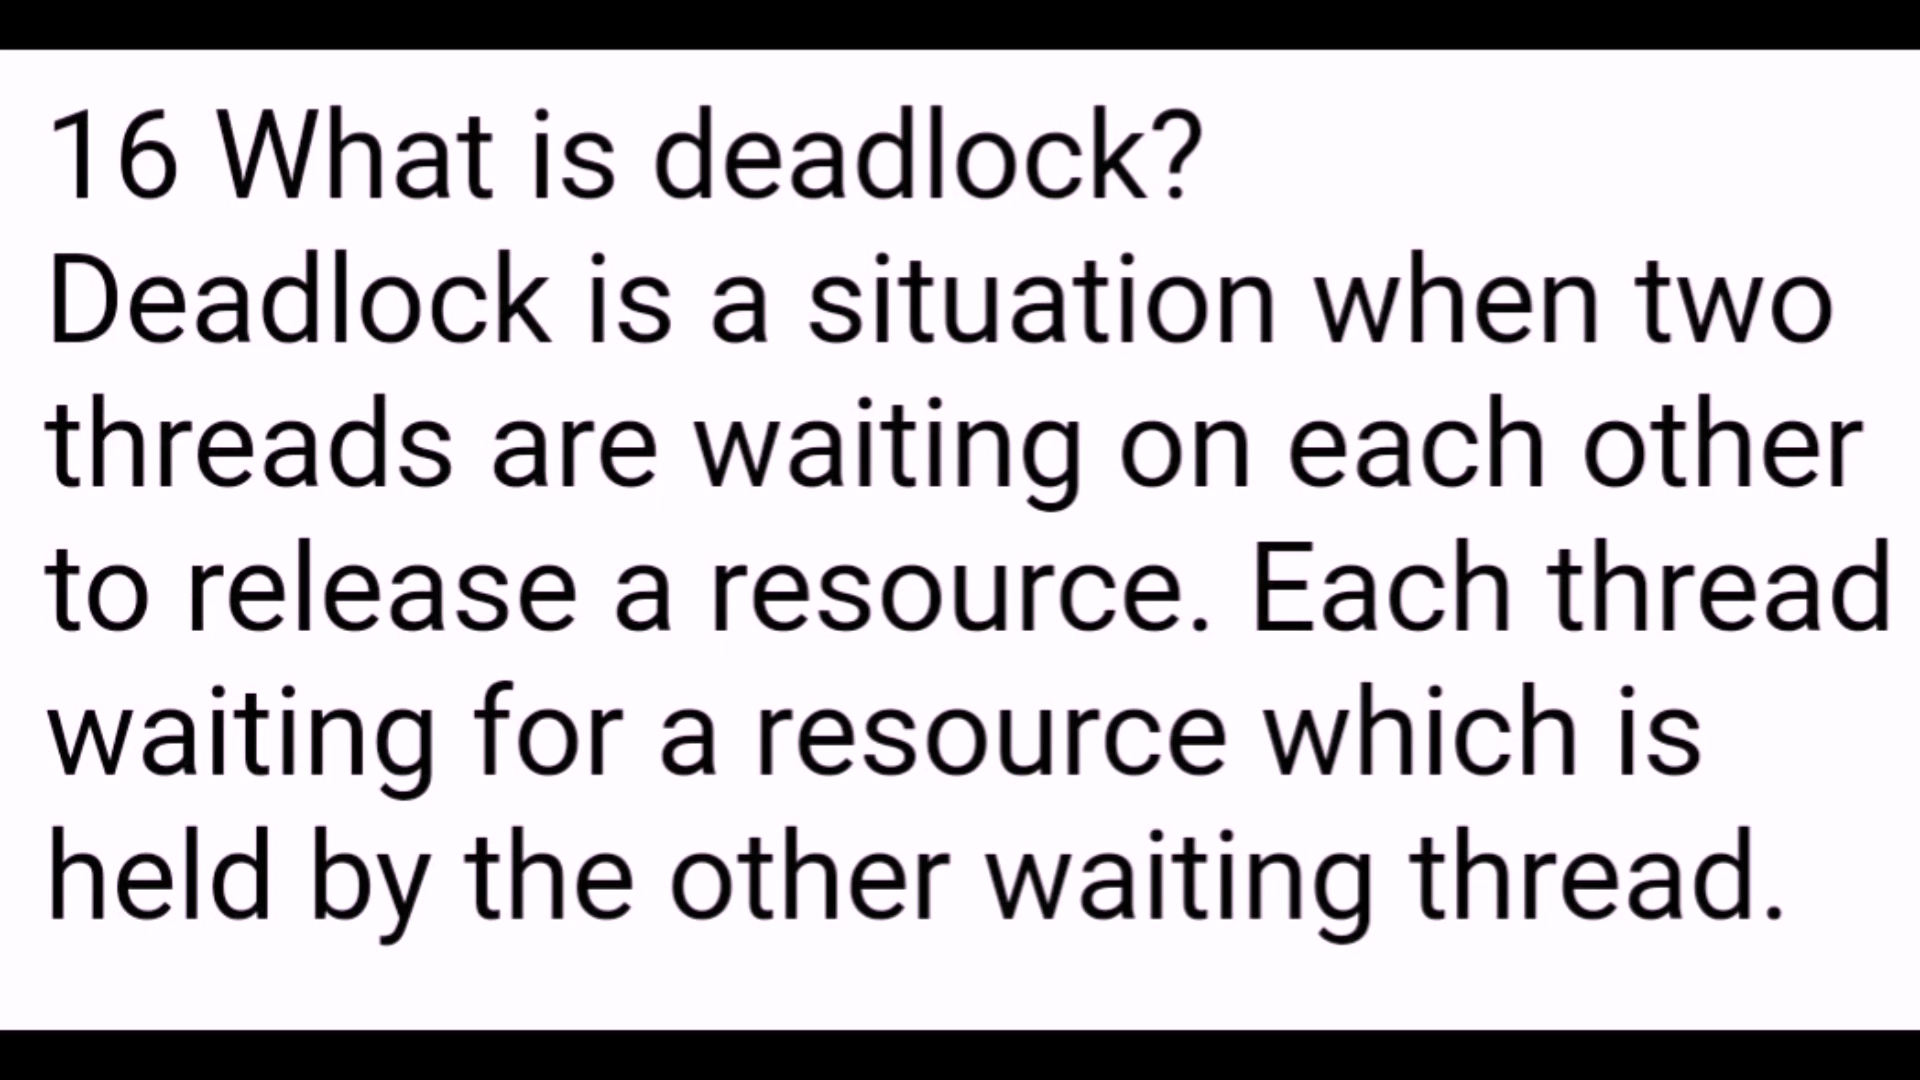 16 What is deadlock?
Deadlock is a situation when two
threads are waiting on each other
to release a resource. Each thread
waiting for a resource which is
held by the other waiting thread.